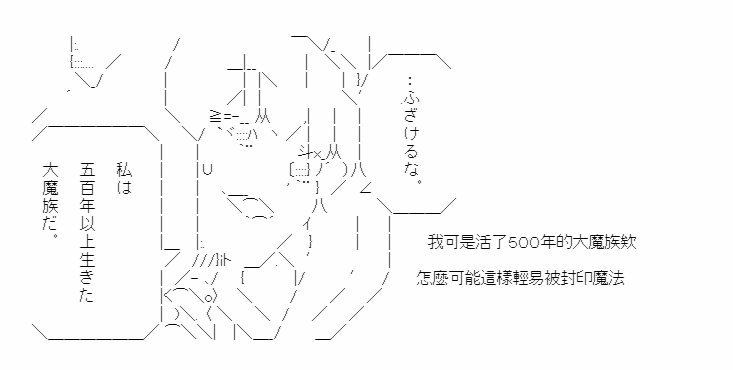 ：ふざけるな。
私は
五百年以上生きた
大魔族だ。
我可是活了500年的大魔族欸
怎麼可能這樣輕易被封印魔法